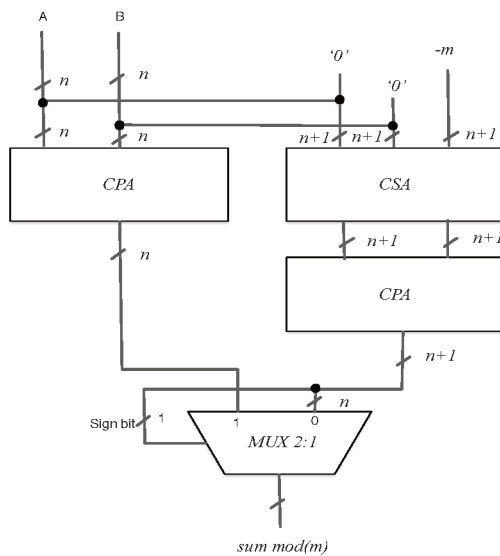 A B
n n '0' '0' -m
n n n+1 n+1 n+1
CPA CSA
n n+1 n+1
CPA
n+1
n
Sign bit 1 1 0
MUX 2:1
sum mod(m)